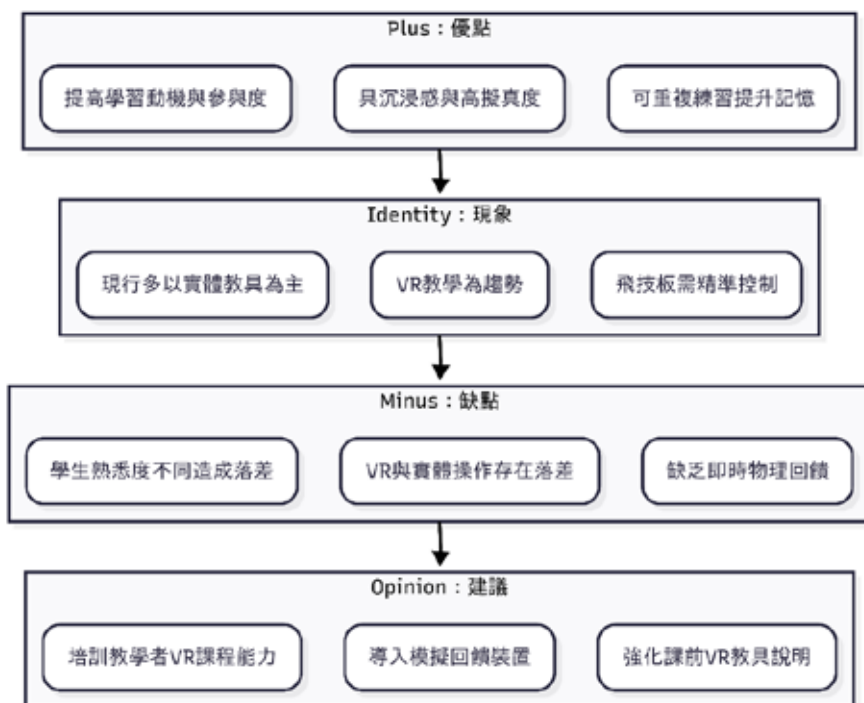 Plus：優點
提高學習動機與參與度
具沉浸感與高擬真度
可重複練習提升記憶
Identity：現象
現行多以實體教具為主
VR教學為趨勢
飛技板需精準控制
Minus：缺點
學生熟悉度不同造成落差
VR與實體操作存在落差
缺乏即時物理回饋
Opinion：建議
培訓教學者VR課程能力
導入模擬回饋裝置
強化課前VR教具說明